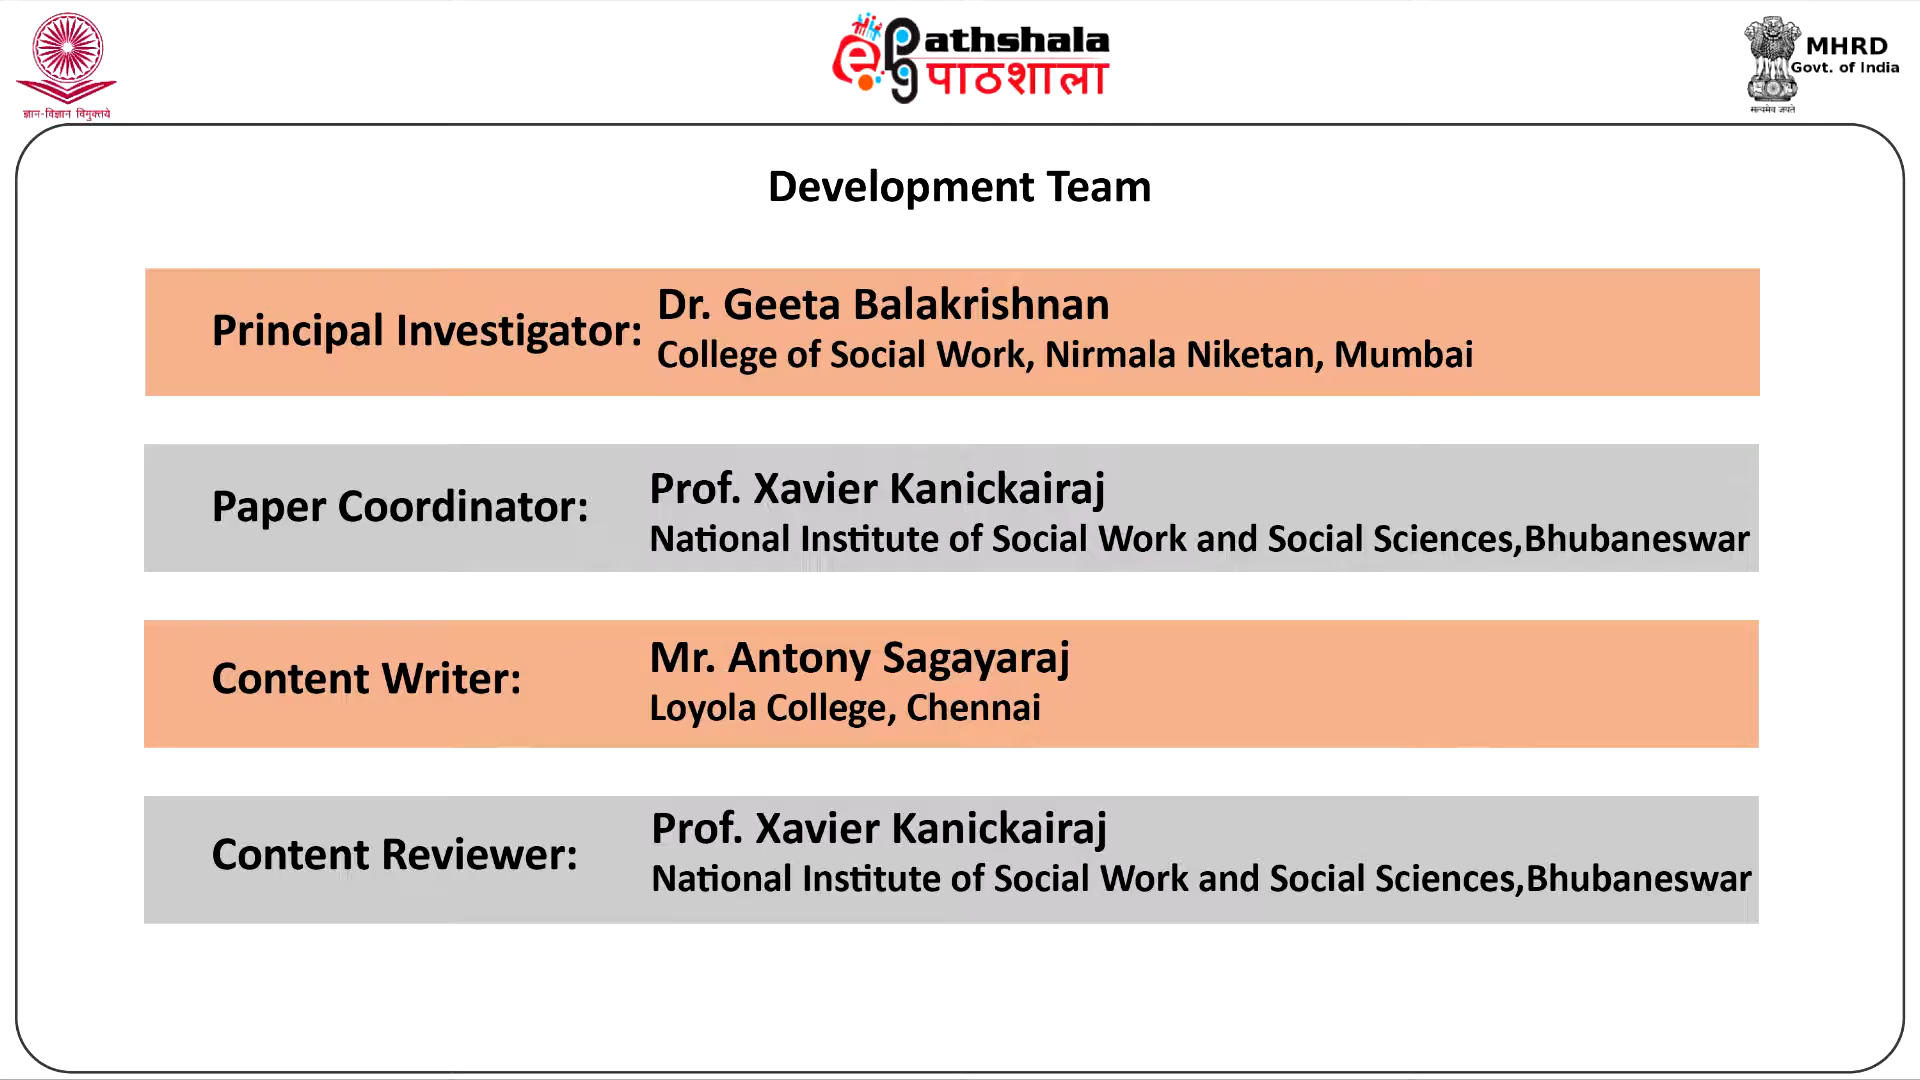 ज्ञान-विज्ञान विमुक्तये
ePG Pathshala
पाठशाला
MHRD
Govt. of India
सत्यमेव जयते
Development Team
Principal Investigator:
Dr. Geeta Balakrishnan
College of Social Work, Nirmala Niketan, Mumbai
Paper Coordinator:
Prof. Xavier Kanickairaj
National Institute of Social Work and Social Sciences,Bhubaneswar
Content Writer:
Mr. Antony Sagayaraj
Loyola College, Chennai
Content Reviewer:
Prof. Xavier Kanickairaj
National Institute of Social Work and Social Sciences,Bhubaneswar